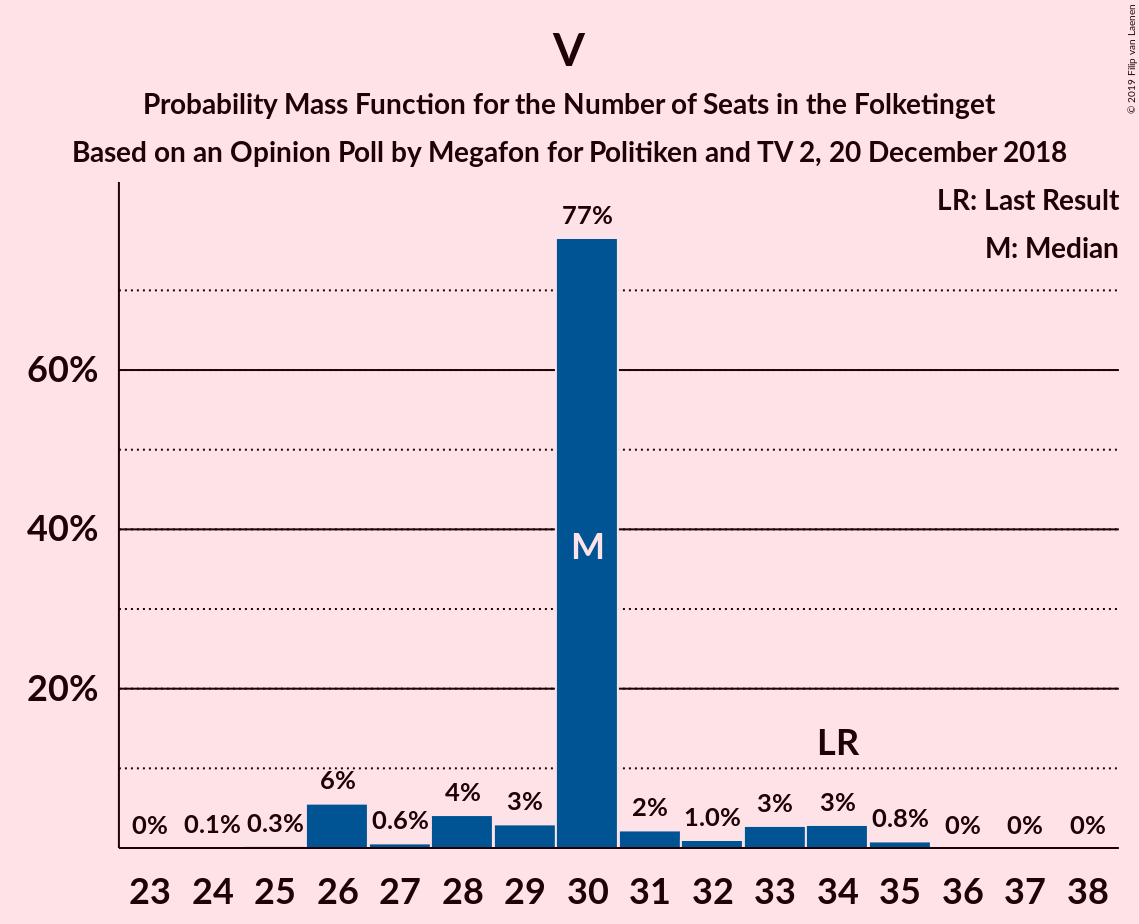 V
Probability Mass Function for the Number of Seats in the Folketinget
Based on an Opinion Poll by Megafon for Politiken and TV 2, 20 December 2018
© 2019 Filip van Laenen
LR: Last Result
M: Median
77%
60%
40%
M
20%
LR
0% 0.1% 0.3% 6% 0.6% 4% 3% 2% 1.0% 3% 3% 0.8% 0% 0% 0%
23 24 25 26 27 28 29 30 31 32 33 34 35 36 37 38